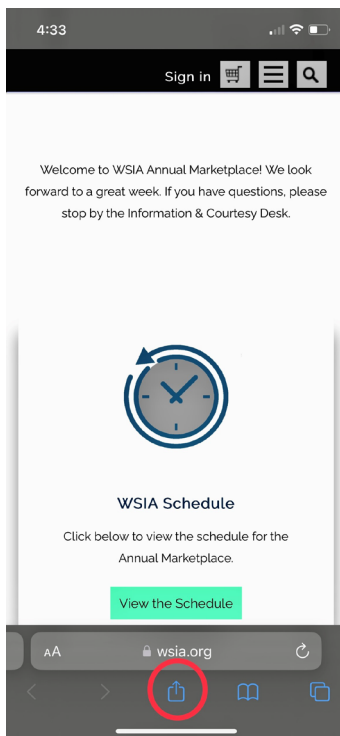 4:33
Sign in
Welcome to WSIA Annual Marketplace! We look
forward to a great week. If you have questions, please
stop by the Information & Courtesy Desk.
WSIA Schedule
Click below to view the schedule for the
Annual Marketplace.
View the Schedule
AA
wsia.org